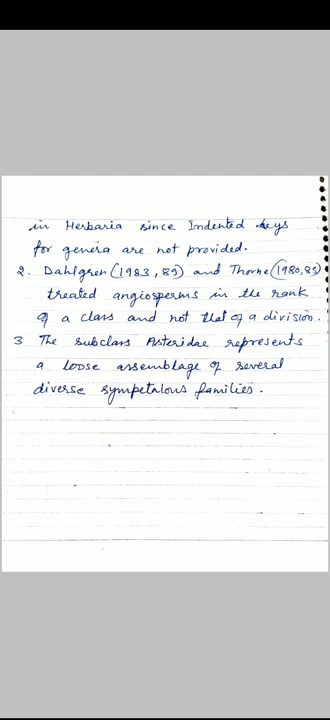 in Herbaria since Indented keys
for genera are not provided.
2. Dahlgren (1983, 89) and Thorne (1980, 83)
treated angiosperms in the rank
of a class and not that of a division.
3 The subclass Asteridae represents
a loose assemblage of several
diverse sympetalous families.